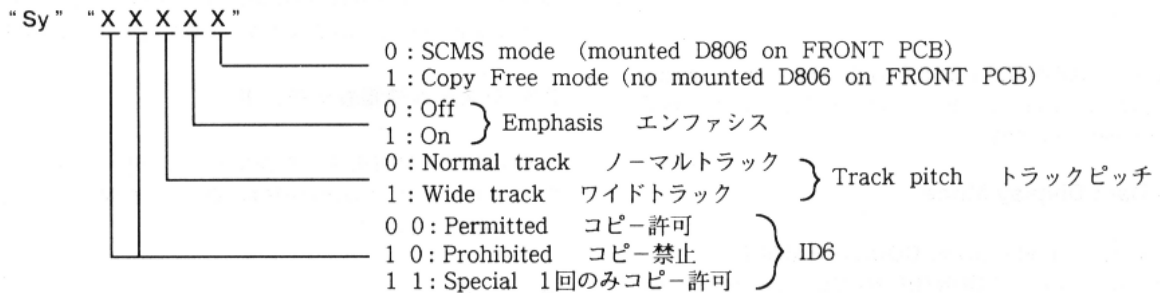 “Sy” “X X X X X”
0 : SCMS mode (mounted D806 on FRONT PCB)
1 : Copy Free mode (no mounted D806 on FRONT PCB)
0 : Off
1 : On
Emphasis エンファシス
0 : Normal track ノーマルトラック
1 : Wide track ワイドトラック
Track pitch トラックピッチ
0 0 : Permitted コピー許可
1 0 : Prohibited コピー禁止
1 1 : Special 1回のみコピー許可
ID6